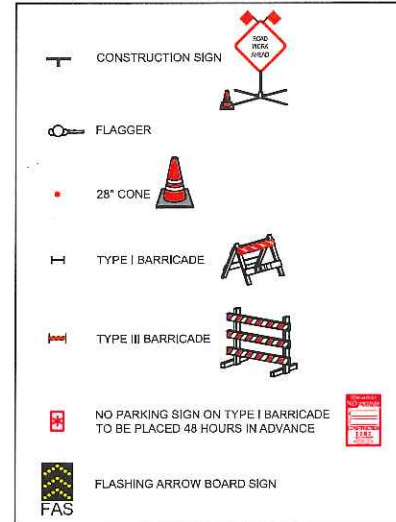 CONSTRUCTION SIGN
ROAD
WORK
AHEAD
FLAGGER
28" CONE
TYPE I BARRICADE
TYPE III BARRICADE
NO PARKING SIGN ON TYPE I BARRICADE
TO BE PLACED 48 HOURS IN ADVANCE
NO PARKING
FLASHING ARROW BOARD SIGN
FAS